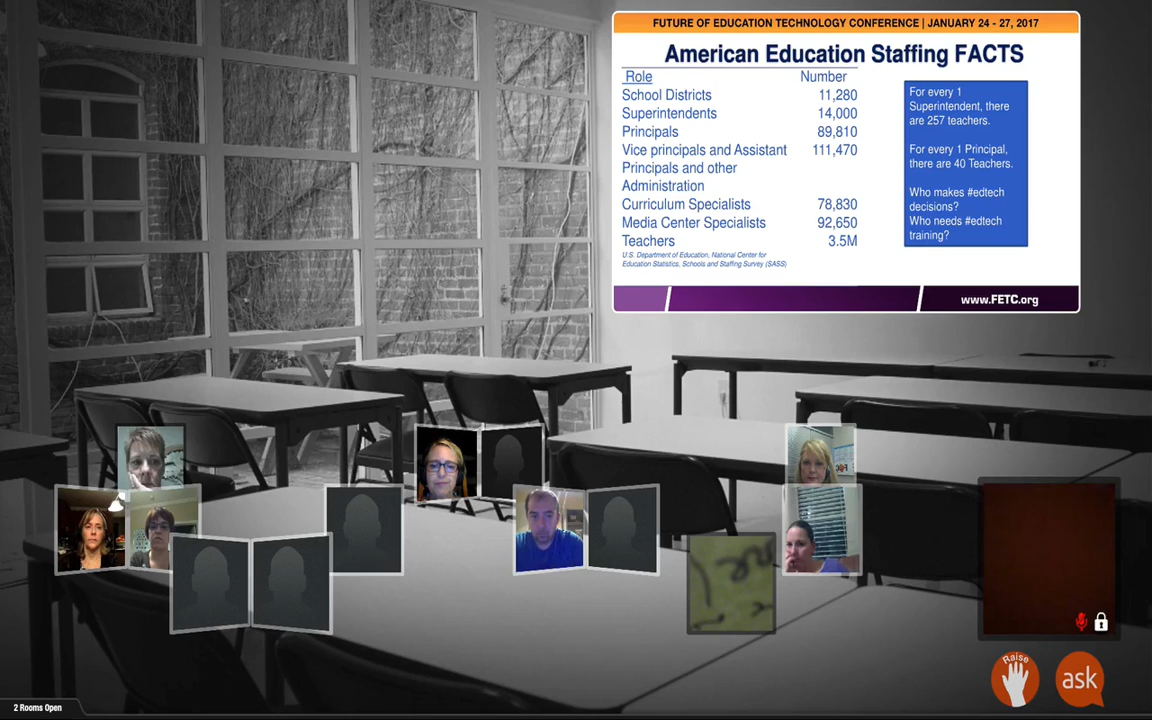 FUTURE OF EDUCATION TECHNOLOGY CONFERENCE | JANUARY 24 - 27, 2017
American Education Staffing FACTS
Role Number
School Districts 11,280
Superintendents 14,000
Principals 89,810
Vice principals and Assistant 111,470
Principals and other
Administration
Curriculum Specialists 78,830
Media Center Specialists 92,650
Teachers 3.5M
U.S. Department of Education, National Center for
Education Statistics, Schools and Staffing Survey (SASS)
For every 1
Superintendent, there
are 257 teachers.
For every 1 Principal,
there are 40 Teachers.
Who makes #edtech
decisions?
Who needs #edtech
training?
www.FETC.org
Raise
ask
2 Rooms Open